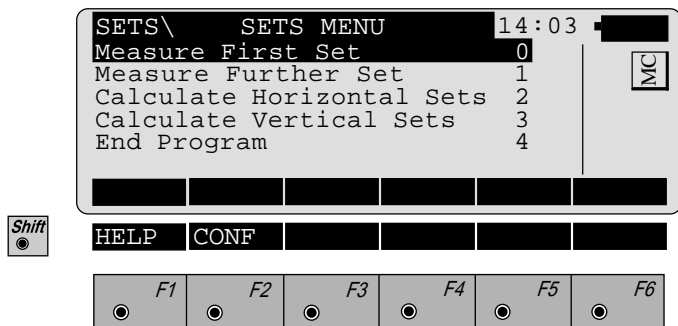 SETS\ SETS MENU 14:03
Measure First Set 0
Measure Further Set 1
Calculate Horizontal Sets 2
Calculate Vertical Sets 3
End Program 4
MC
Shift
HELP CONF
F1 F2 F3 F4 F5 F6